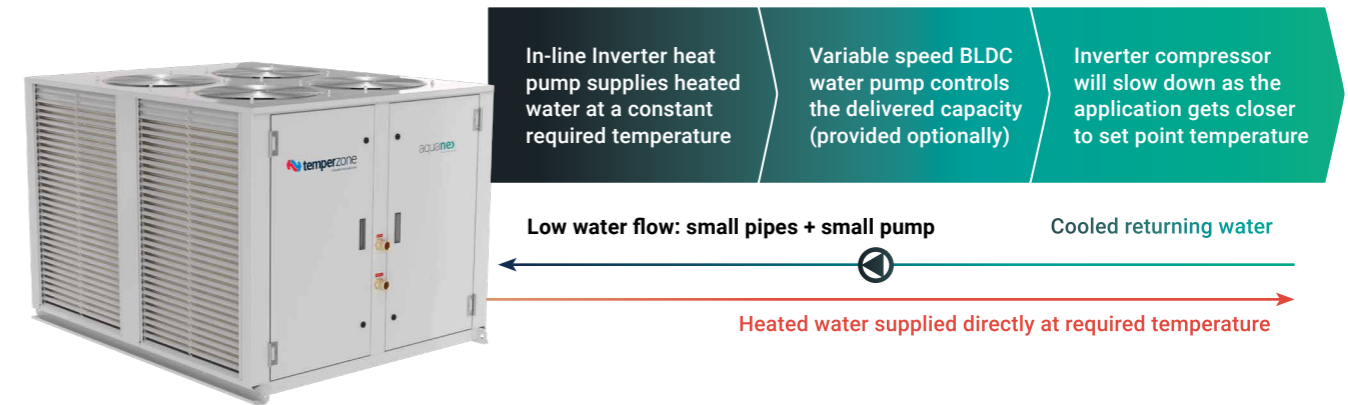 In-line Inverter heat
pump supplies heated
water at a constant
required temperature
Variable speed BLDC
water pump controls
the delivered capacity
(provided optionally)
Inverter compressor
will slow down as the
application gets closer
to set point temperature
temperzone
aquanex
Low water flow: small pipes + small pump
Cooled returning water
Heated water supplied directly at required temperature